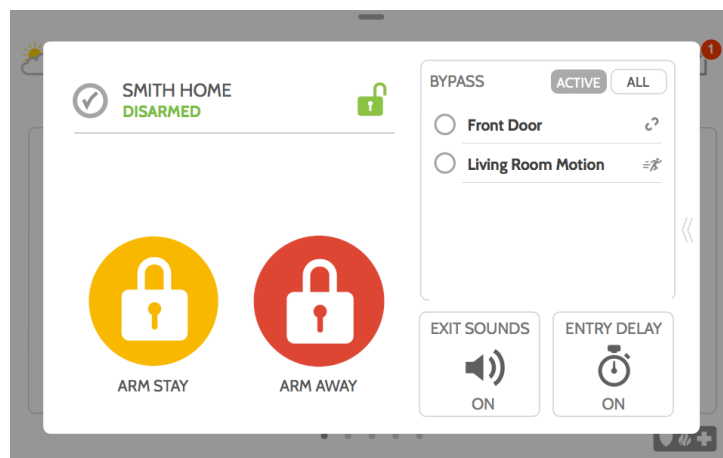 SMITH HOME
DISARMED
ARM STAY
ARM AWAY
BYPASS
ACTIVE
ALL
Front Door
Living Room Motion
EXIT SOUNDS
ON
ENTRY DELAY
ON
1